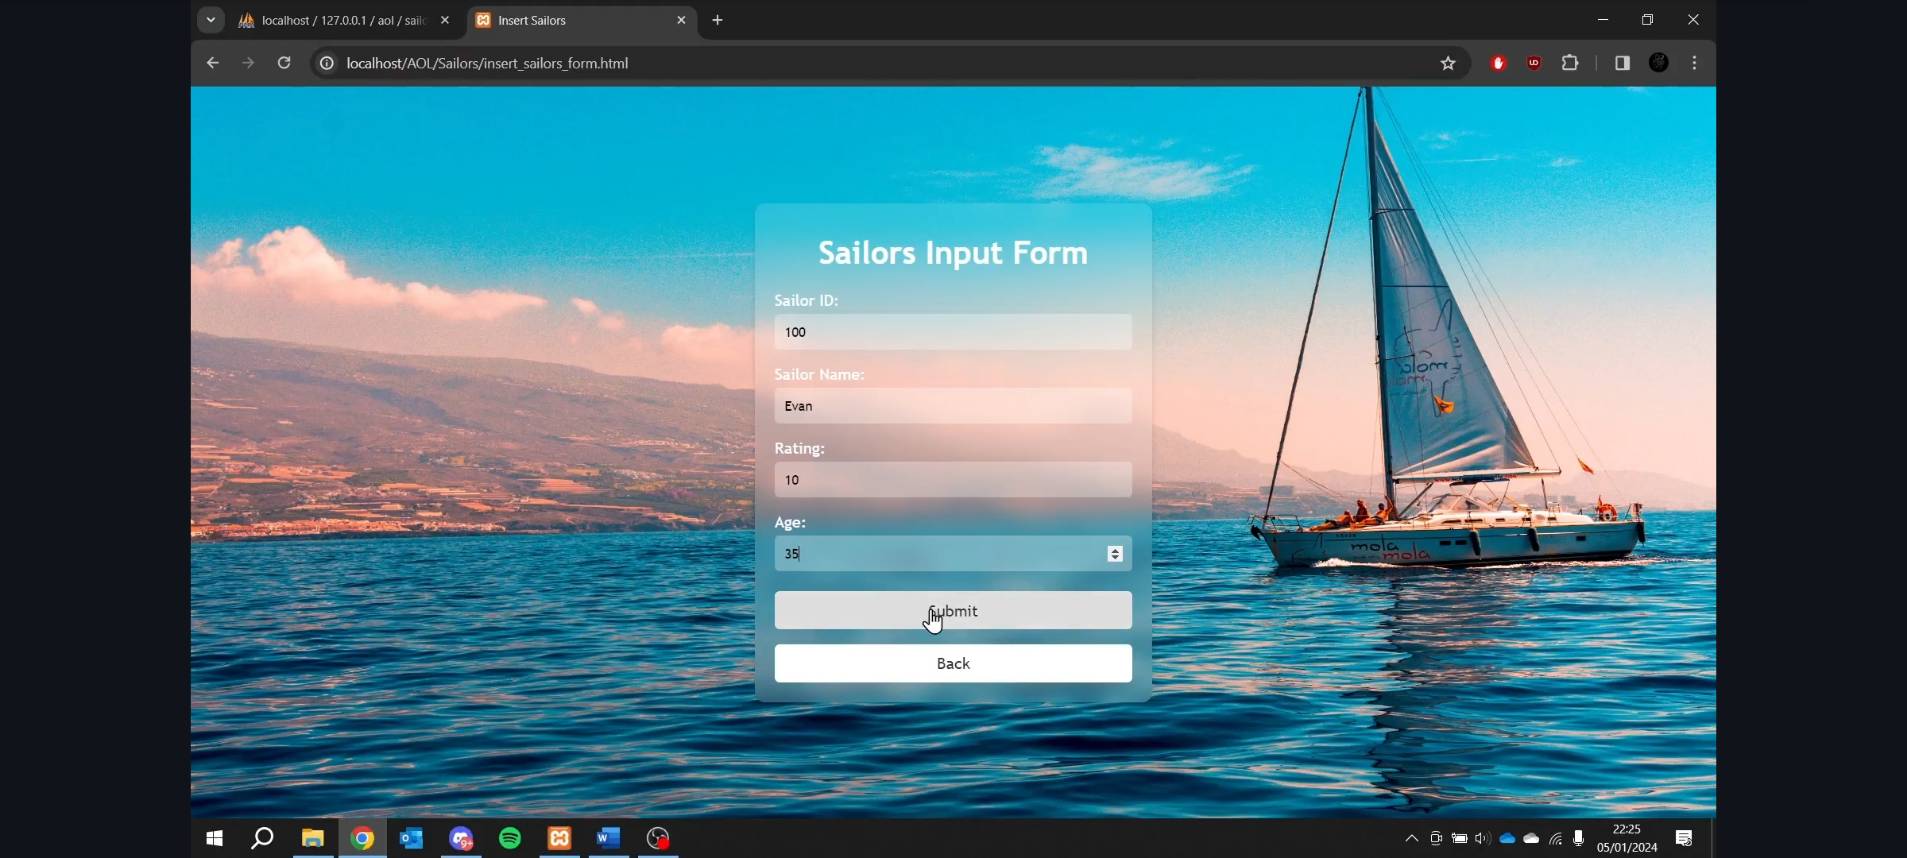 localhost / 127.0.0.1 / aol / sail
Insert Sailors
localhost/AOL/Sailors/insert_sailors_form.html
Sailors Input Form
Sailor ID:
100
Sailor Name:
Evan
Rating:
10
Age:
35
Submit
Back
mola
mola
22:25
05/01/2024